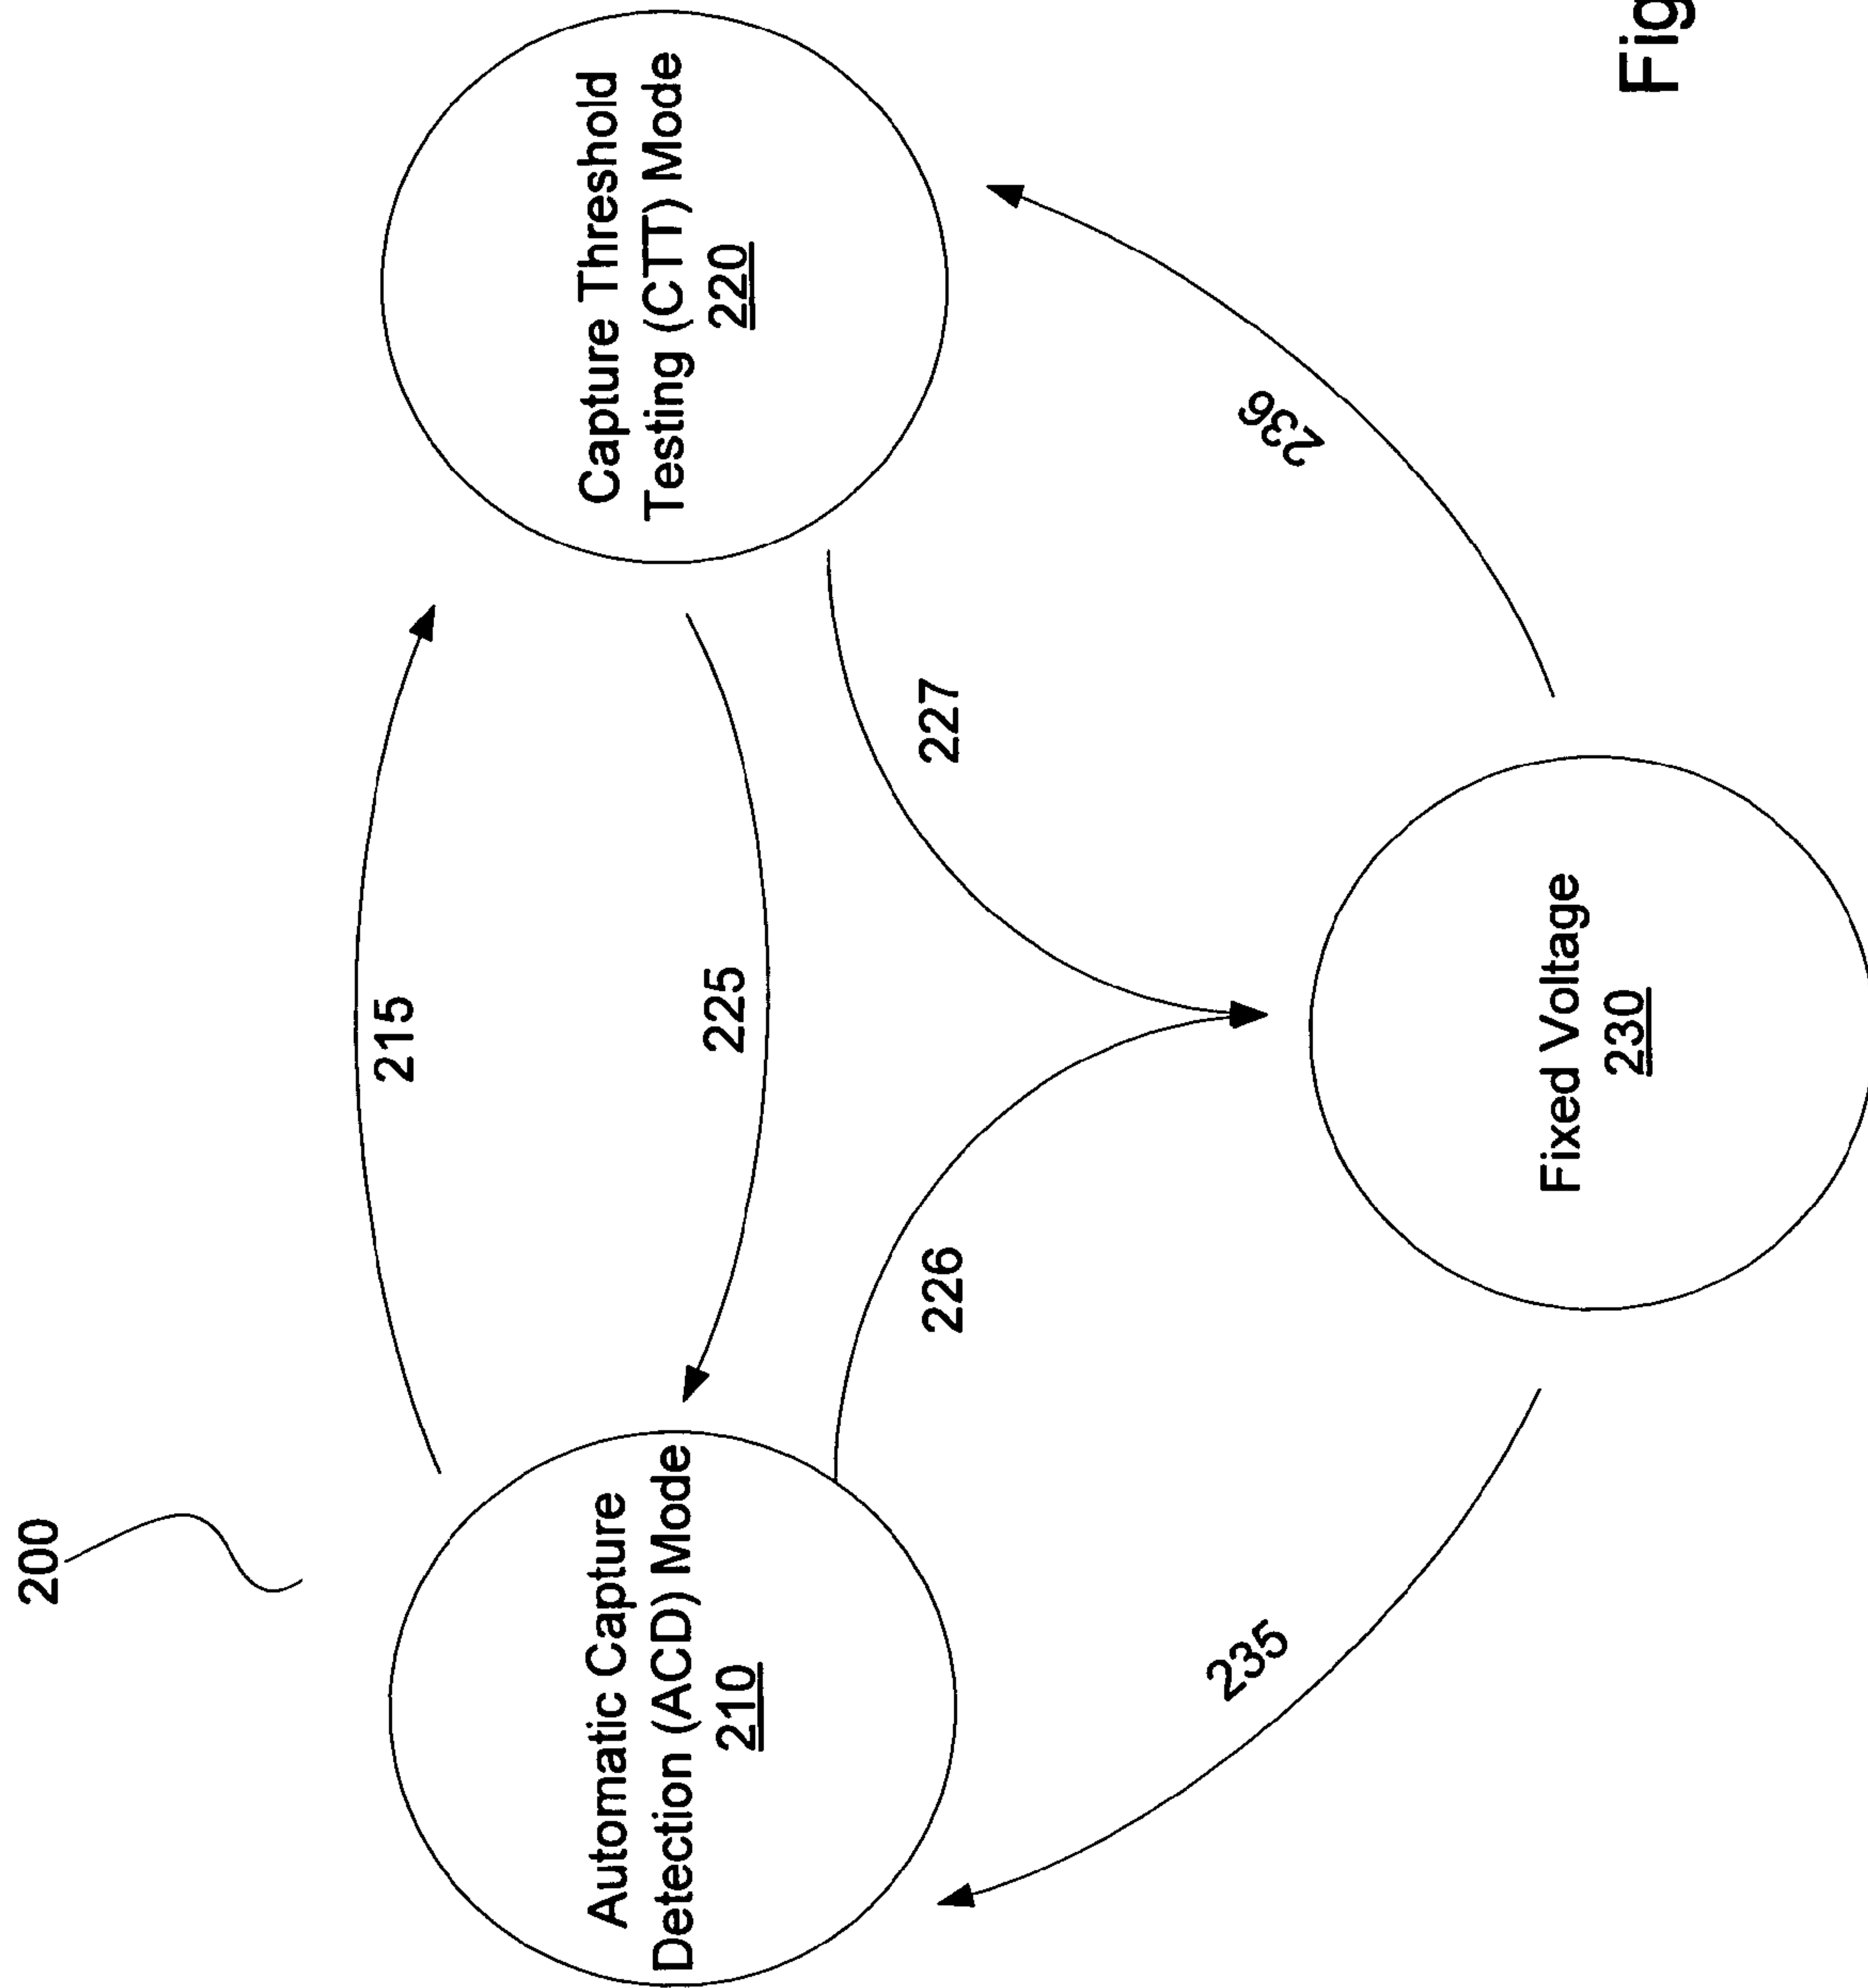 200
215
Automatic Capture
Detection (ACD) Mode
210
Capture Threshold
Testing (CTT) Mode
220
225
226
227
235
236
Fixed Voltage
230
Fig